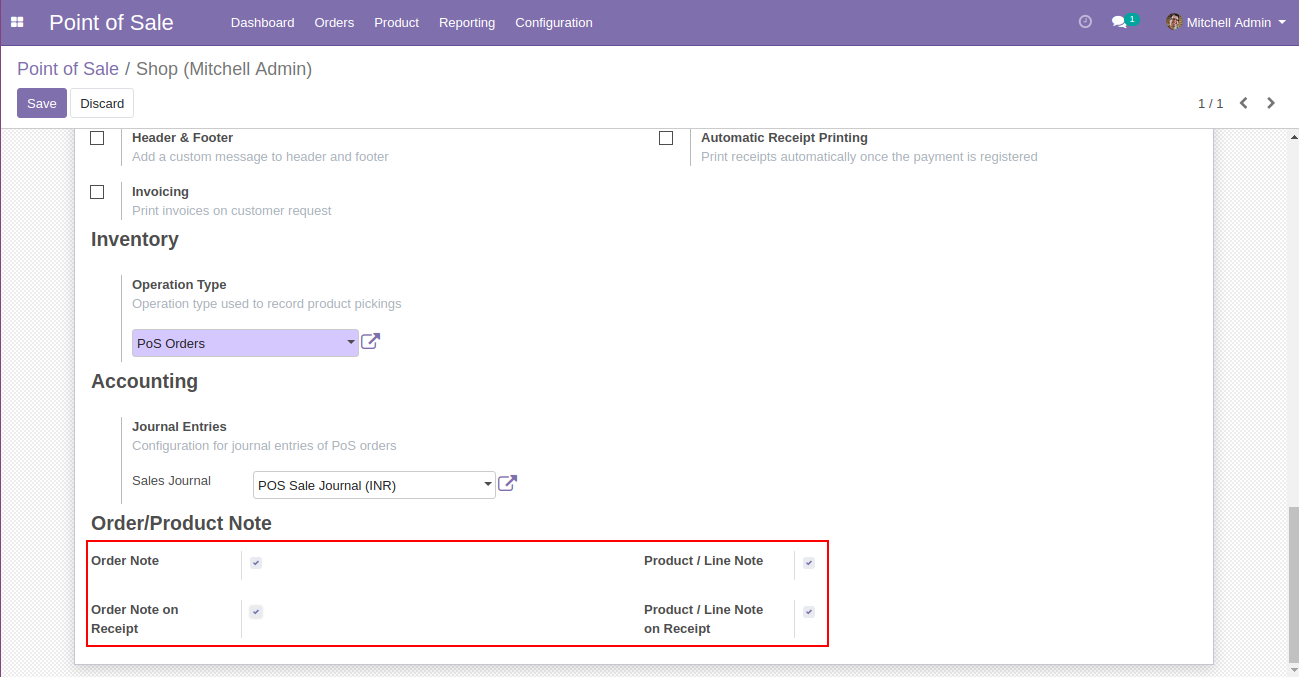 Point of Sale Dashboard Orders Product Reporting Configuration 1 Mitchell Admin
Point of Sale / Shop (Mitchell Admin)
Save Discard 1 / 1
Header & Footer Automatic Receipt Printing
Add a custom message to header and footer Print receipts automatically once the payment is registered
Invoicing
Print invoices on customer request
Inventory
Operation Type
Operation type used to record product pickings
PoS Orders
Accounting
Journal Entries
Configuration for journal entries of PoS orders
Sales Journal POS Sale Journal (INR)
Order/Product Note
Order Note Product / Line Note
Order Note on Product / Line Note
Receipt on Receipt